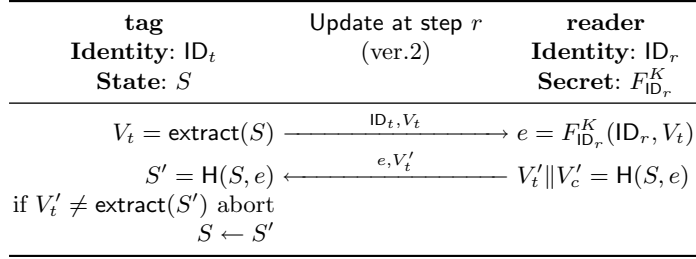 tag Update at step r reader
Identity: ID_t (ver.2) Identity: ID_r
State: S Secret: F^K_{ID_r}
V_t = extract(S) ID_t, V_t e = F^K_{ID_r}(ID_r, V_t)
S′ = H(S, e) e, V′_t V′_t‖V′_c = H(S, e)
if V′_t ≠ extract(S′) abort
S ← S′